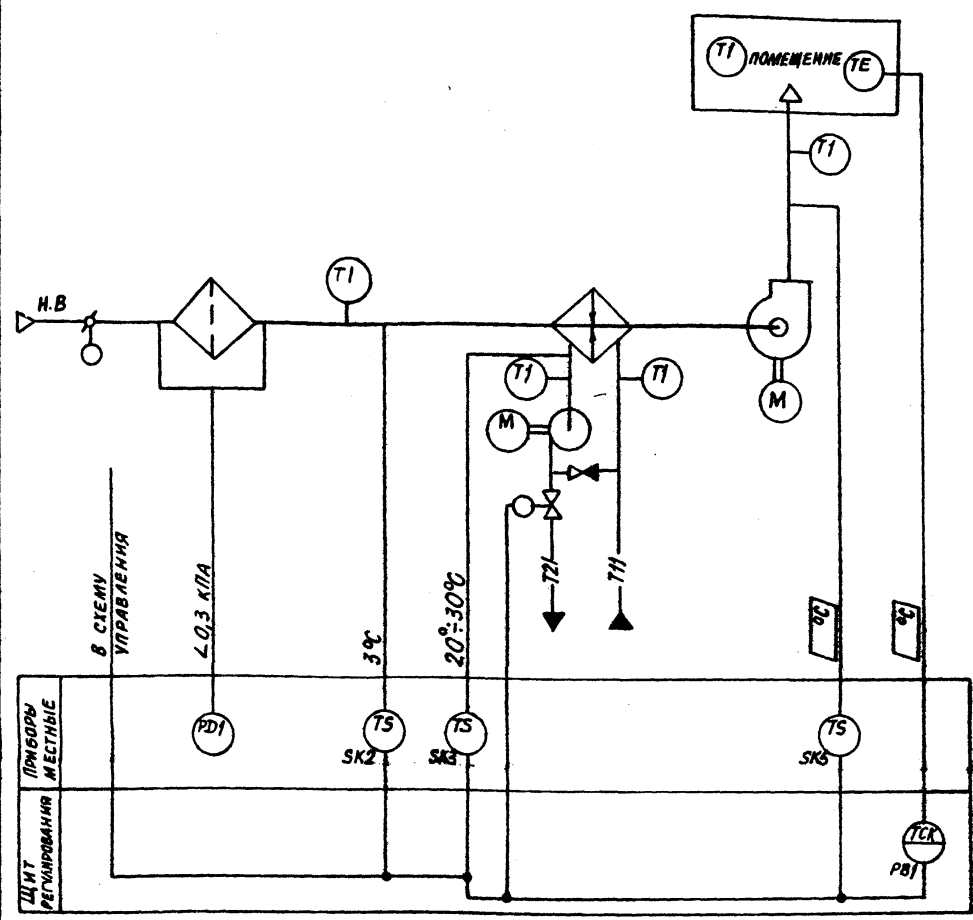 TI
ПОМЕЩЕНИЕ
TE
TI
TI
Н.В
TI
TI
M
M
В СХЕМУ
УПРАВЛЕНИЯ
<0,3 КПА
3°C
20°÷30°C
T21
T11
°C
°C
ПРИБОРЫ
МЕСТНЫЕ
PDI
TS
SK2
TS
SK3
TS
SK5
ЩИТ
РЕГУЛИРОВАНИЯ
TCK
PB1